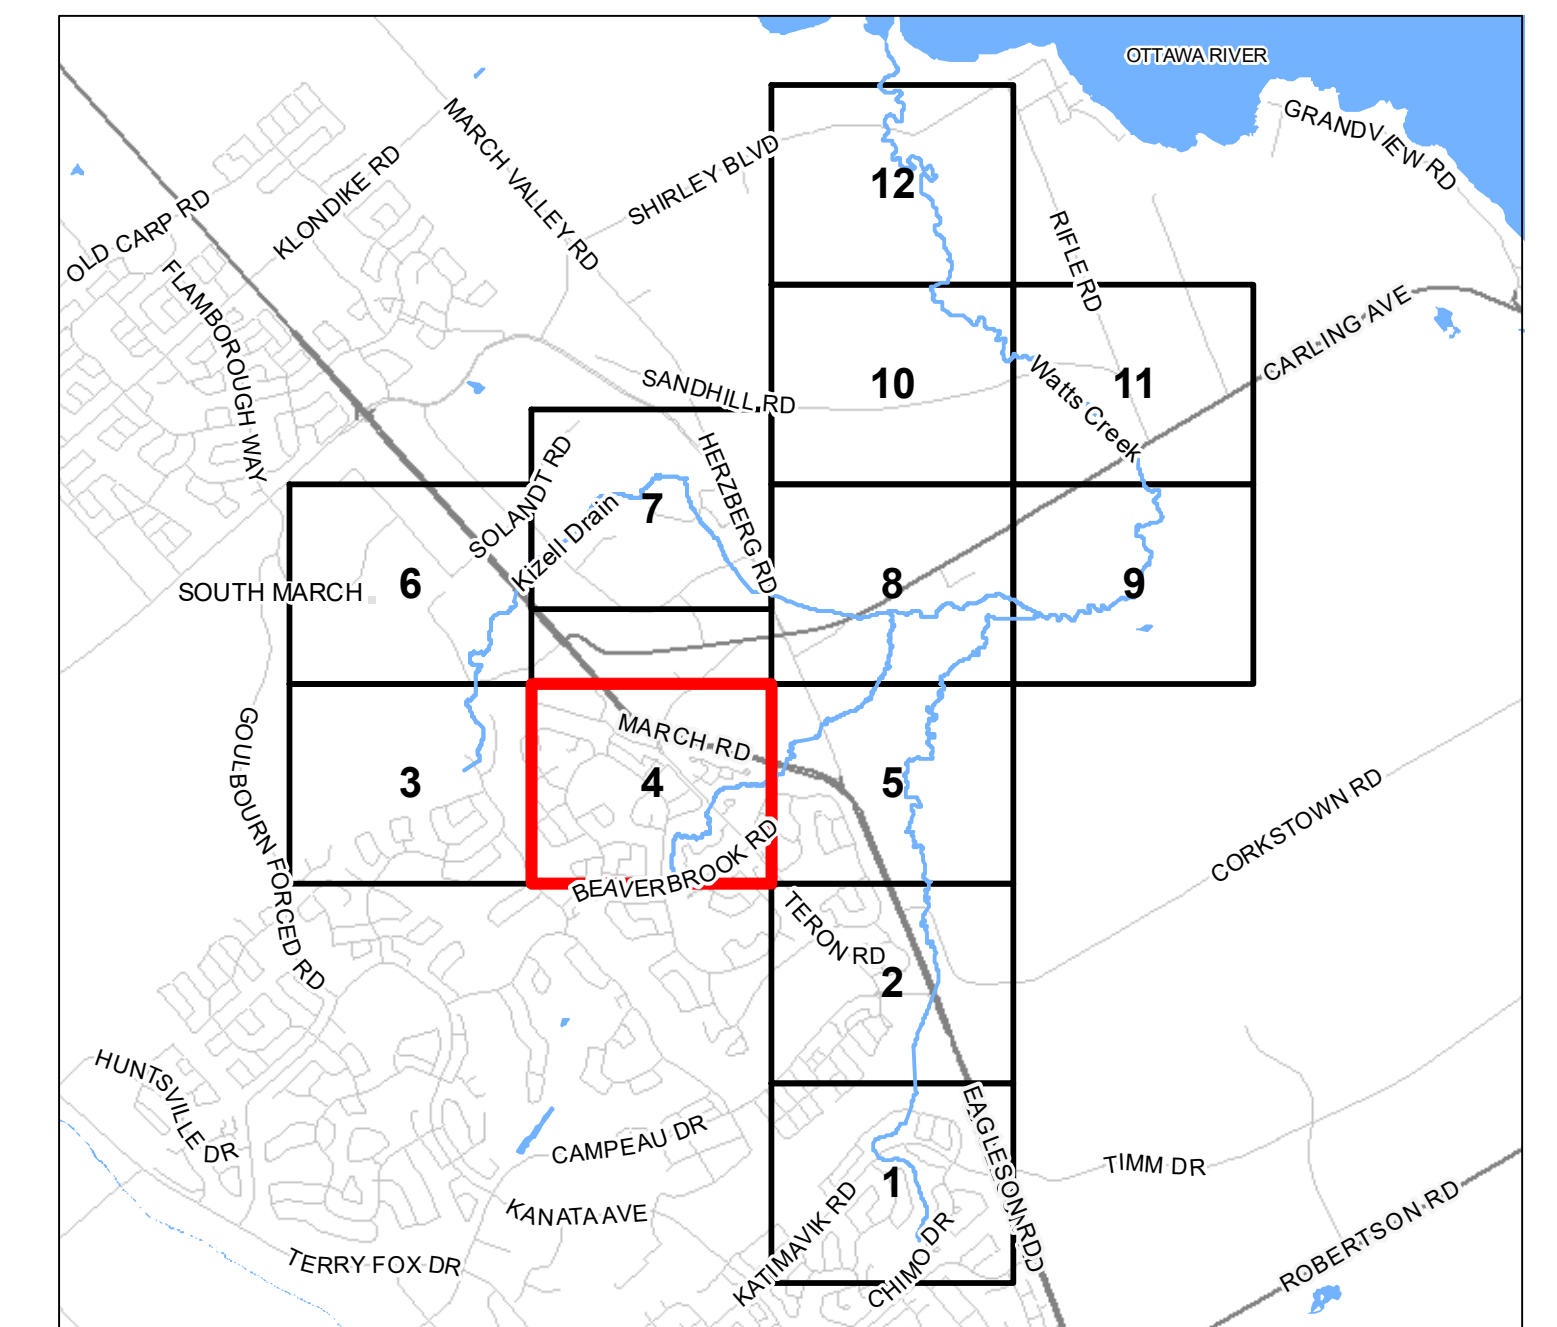 OTTAWA RIVER
GRANDVIEW RD
MARCH VALLEY RD
SHIRLEY BLVD
KLONDIKE RD
OLD CARP RD
12
RIFLE RD
FLAMBOROUGH WAY
CARLING AVE
SANDHILL RD
10
11
Watts Creek
HERZBERG RD
SOLANDT RD
7
Kizell Drain
SOUTH MARCH
6
8
9
MARCH RD
GOULBOURN FORCED RD
3
4
5
BEAVERBROOK RD
CORKSTOWN RD
TERON RD
2
HUNTSVILLE DR
CAMPEAU DR
EAGLESON RD
TIMM DR
1
KATIMAVIK RD
CHIMO DR
KANATA AVE
TERRY FOX DR
ROBERTSON RD